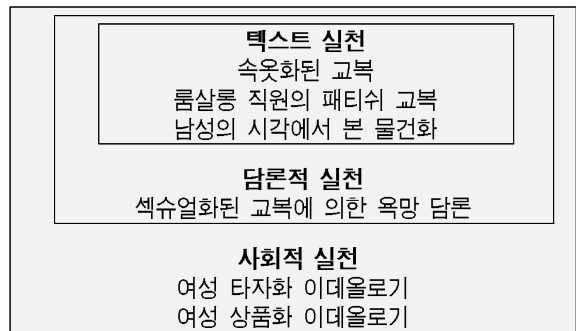 텍스트 실천
속옷화된 교복
룸살롱 직원의 패티쉬 교복
남성의 시각에서 본 물건화
담론적 실천
섹슈얼화된 교복에 의한 욕망 담론
사회적 실천
여성 타자화 이데올로기
여성 상품화 이데올로기